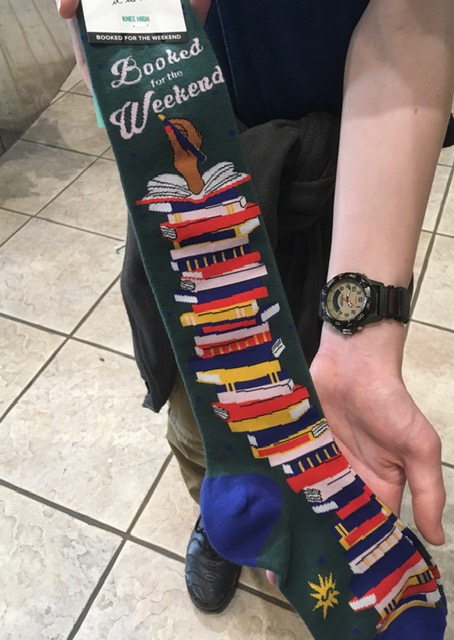 KNEE HIGH
BOOKED FOR THE WEEKEND
Booked
for the
Weekend